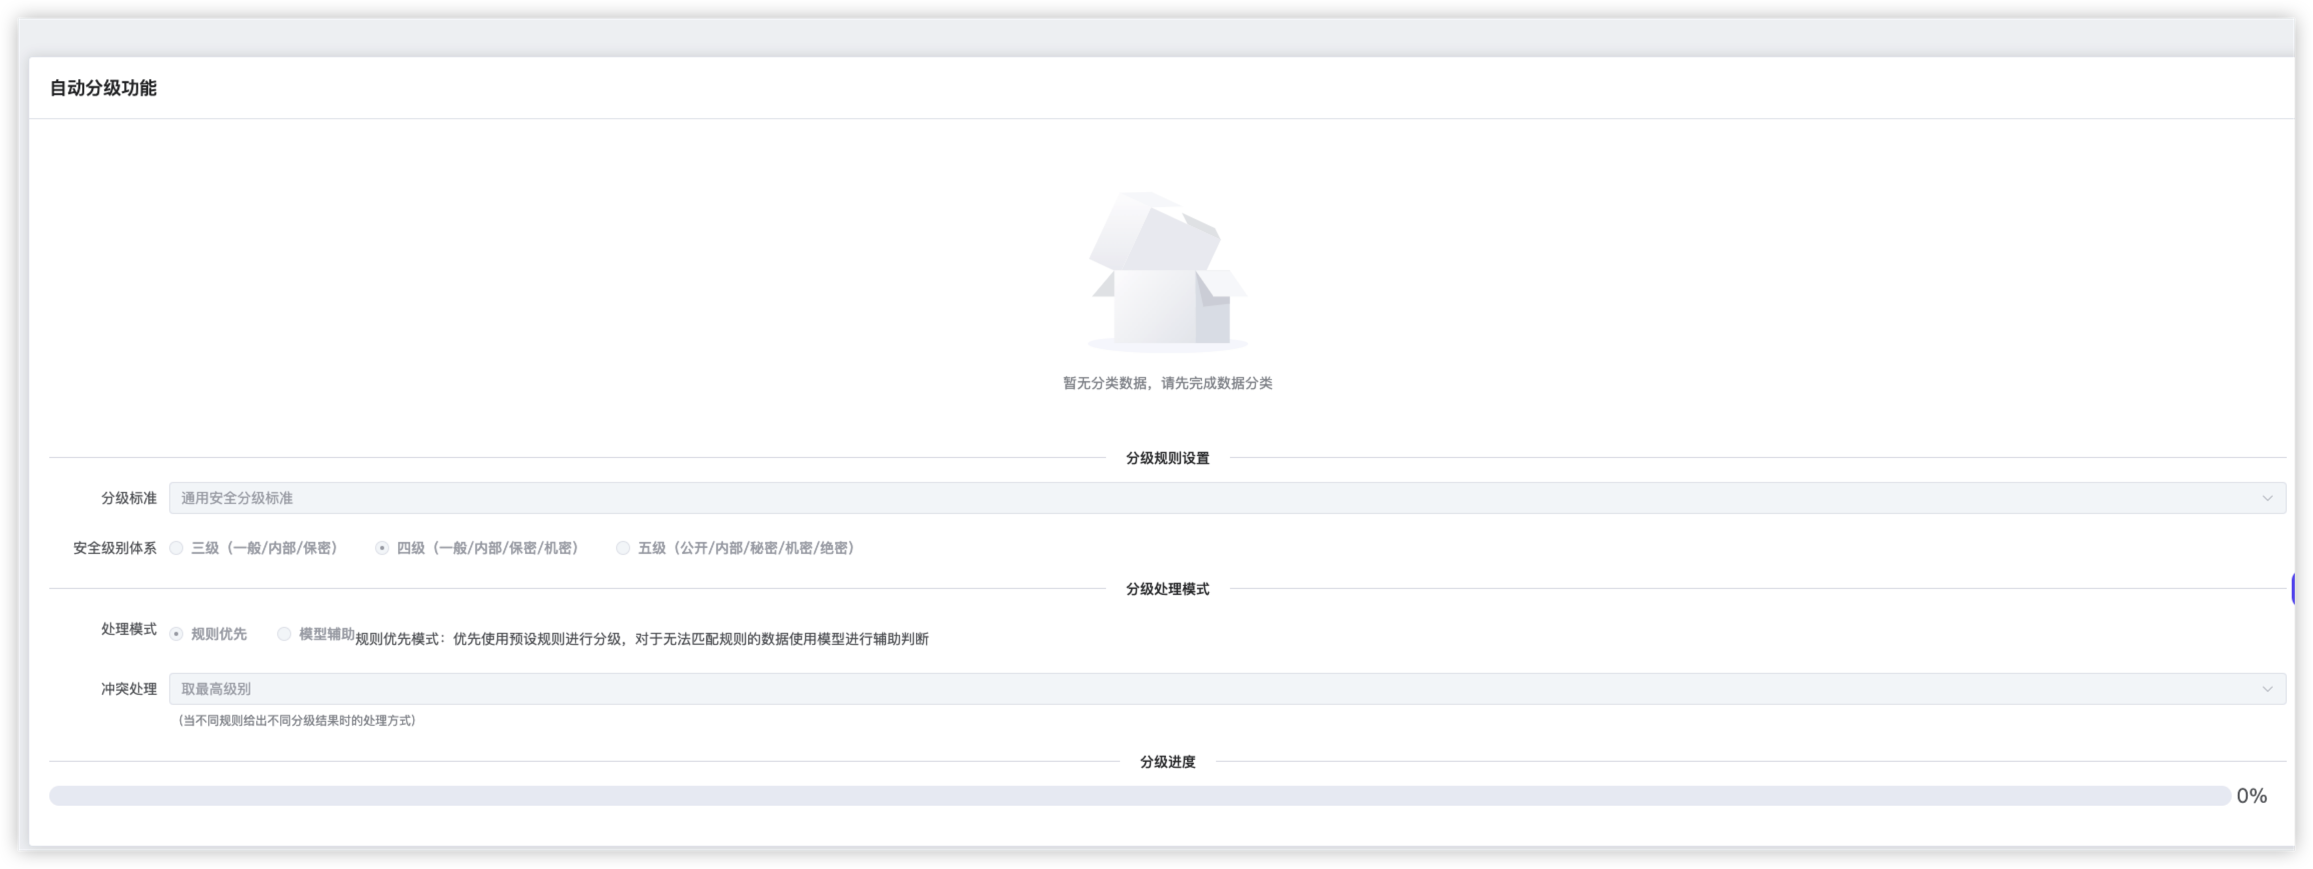 自动分级功能
暂无分类数据，请先完成数据分类
分级规则设置
分级标准 通用安全分级标准
安全级别体系 三级（一般/内部/保密） 四级（一般/内部/保密/机密） 五级（公开/内部/秘密/机密/绝密）
分级处理模式
处理模式 规则优先 模型辅助 规则优先模式：优先使用预设规则进行分级，对于无法匹配规则的数据使用模型进行辅助判断
冲突处理 取最高级别
（当不同规则给出不同分级结果时的处理方式）
分级进度
0%